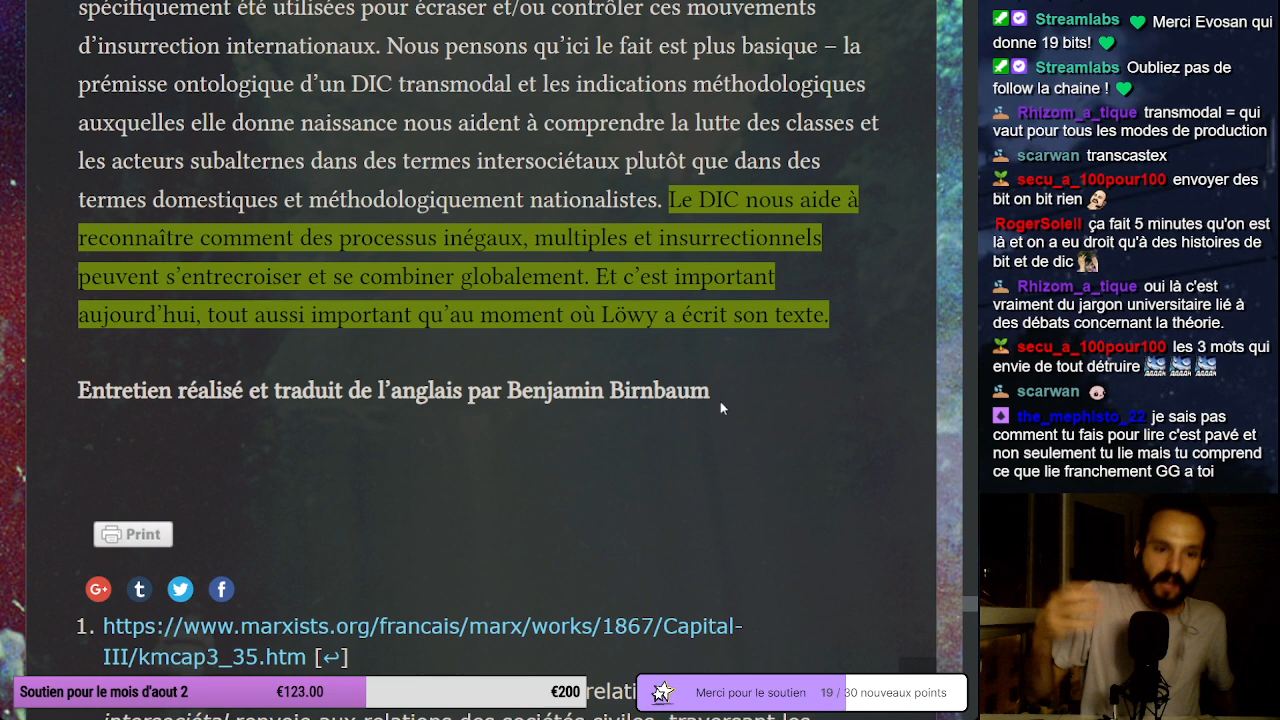 spécifiquement été utilisées pour écraser et/ou contrôler ces mouvements
d'insurrection internationaux. Nous pensons qu'ici le fait est plus basique – la
prémisse ontologique d'un DIC transmodal et les indications méthodologiques
auxquelles elle donne naissance nous aident à comprendre la lutte des classes et
les acteurs subalternes dans des termes intersociétaux plutôt que dans des
termes domestiques et méthodologiquement nationalistes. Le DIC nous aide à
reconnaître comment des processus inégaux, multiples et insurrectionnels
peuvent s'entrecroiser et se combiner globalement. Et c'est important
aujourd'hui, tout aussi important qu'au moment où Löwy a écrit son texte.
Entretien réalisé et traduit de l'anglais par Benjamin Birnbaum
Print
G+ t f
1. https://www.marxists.org/francais/marx/works/1867/Capital-
III/kmcap3_35.htm [↩]
relati
intersociétal renvoie aux relations des sociétés civiles, traversant les
Soutien pour le mois d'aout 2 €123.00 €200
Merci pour le soutien 19 / 30 nouveaux points
Streamlabs Merci Evosan qui
donne 19 bits!
Streamlabs Oubliez pas de
follow la chaine !
Rhizom_a_tique transmodal = qui
vaut pour tous les modes de production
scarwan transcastex
secu_a_100pour100 envoyer des
bit on bit rien
RogerSoleil ça fait 5 minutes qu'on est
là et on a eu droit qu'à des histoires de
bit et de dic
Rhizom_a_tique oui là c'est
vraiment du jargon universitaire lié à
des débats concernant la théorie.
secu_a_100pour100 les 3 mots qui
envie de tout détruire
scarwan
the_mephisto_22 je sais pas
comment tu fais pour lire c'est pavé et
non seulement tu lie mais tu comprend
ce que lie franchement GG a toi